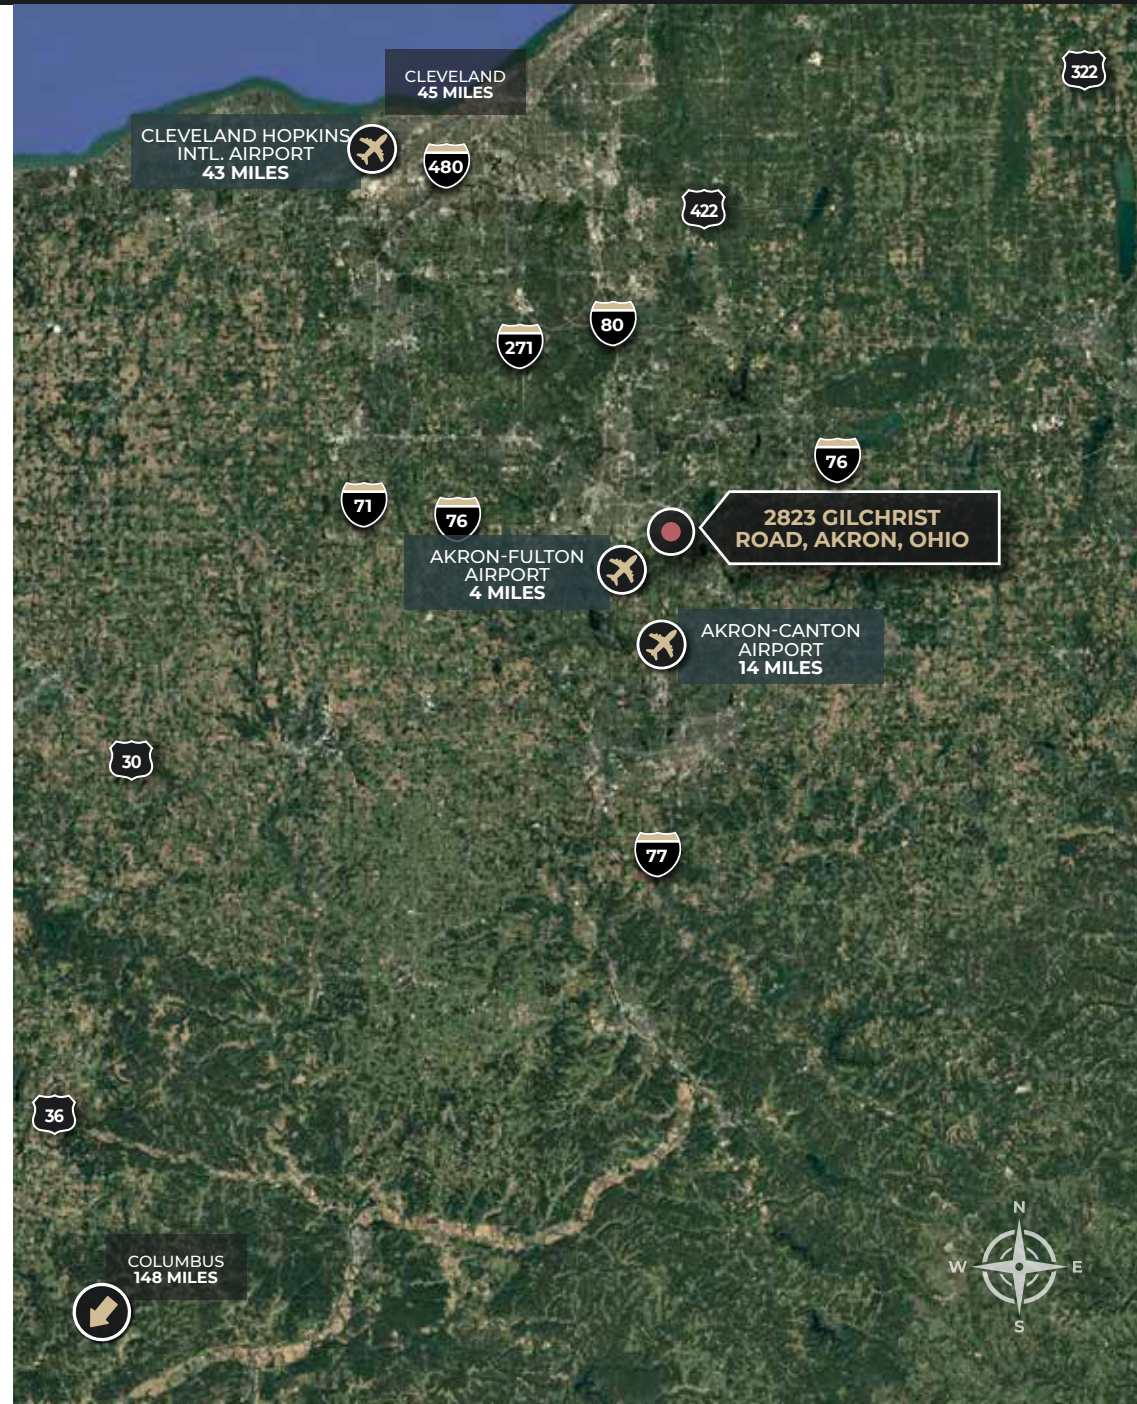 322
CLEVELAND
45 MILES
CLEVELAND HOPKINS
INTL. AIRPORT
43 MILES
480
422
80
271
76
71
76
2823 GILCHRIST
ROAD, AKRON, OHIO
AKRON-FULTON
AIRPORT
4 MILES
AKRON-CANTON
AIRPORT
14 MILES
30
77
36
N
W
E
S
COLUMBUS
148 MILES